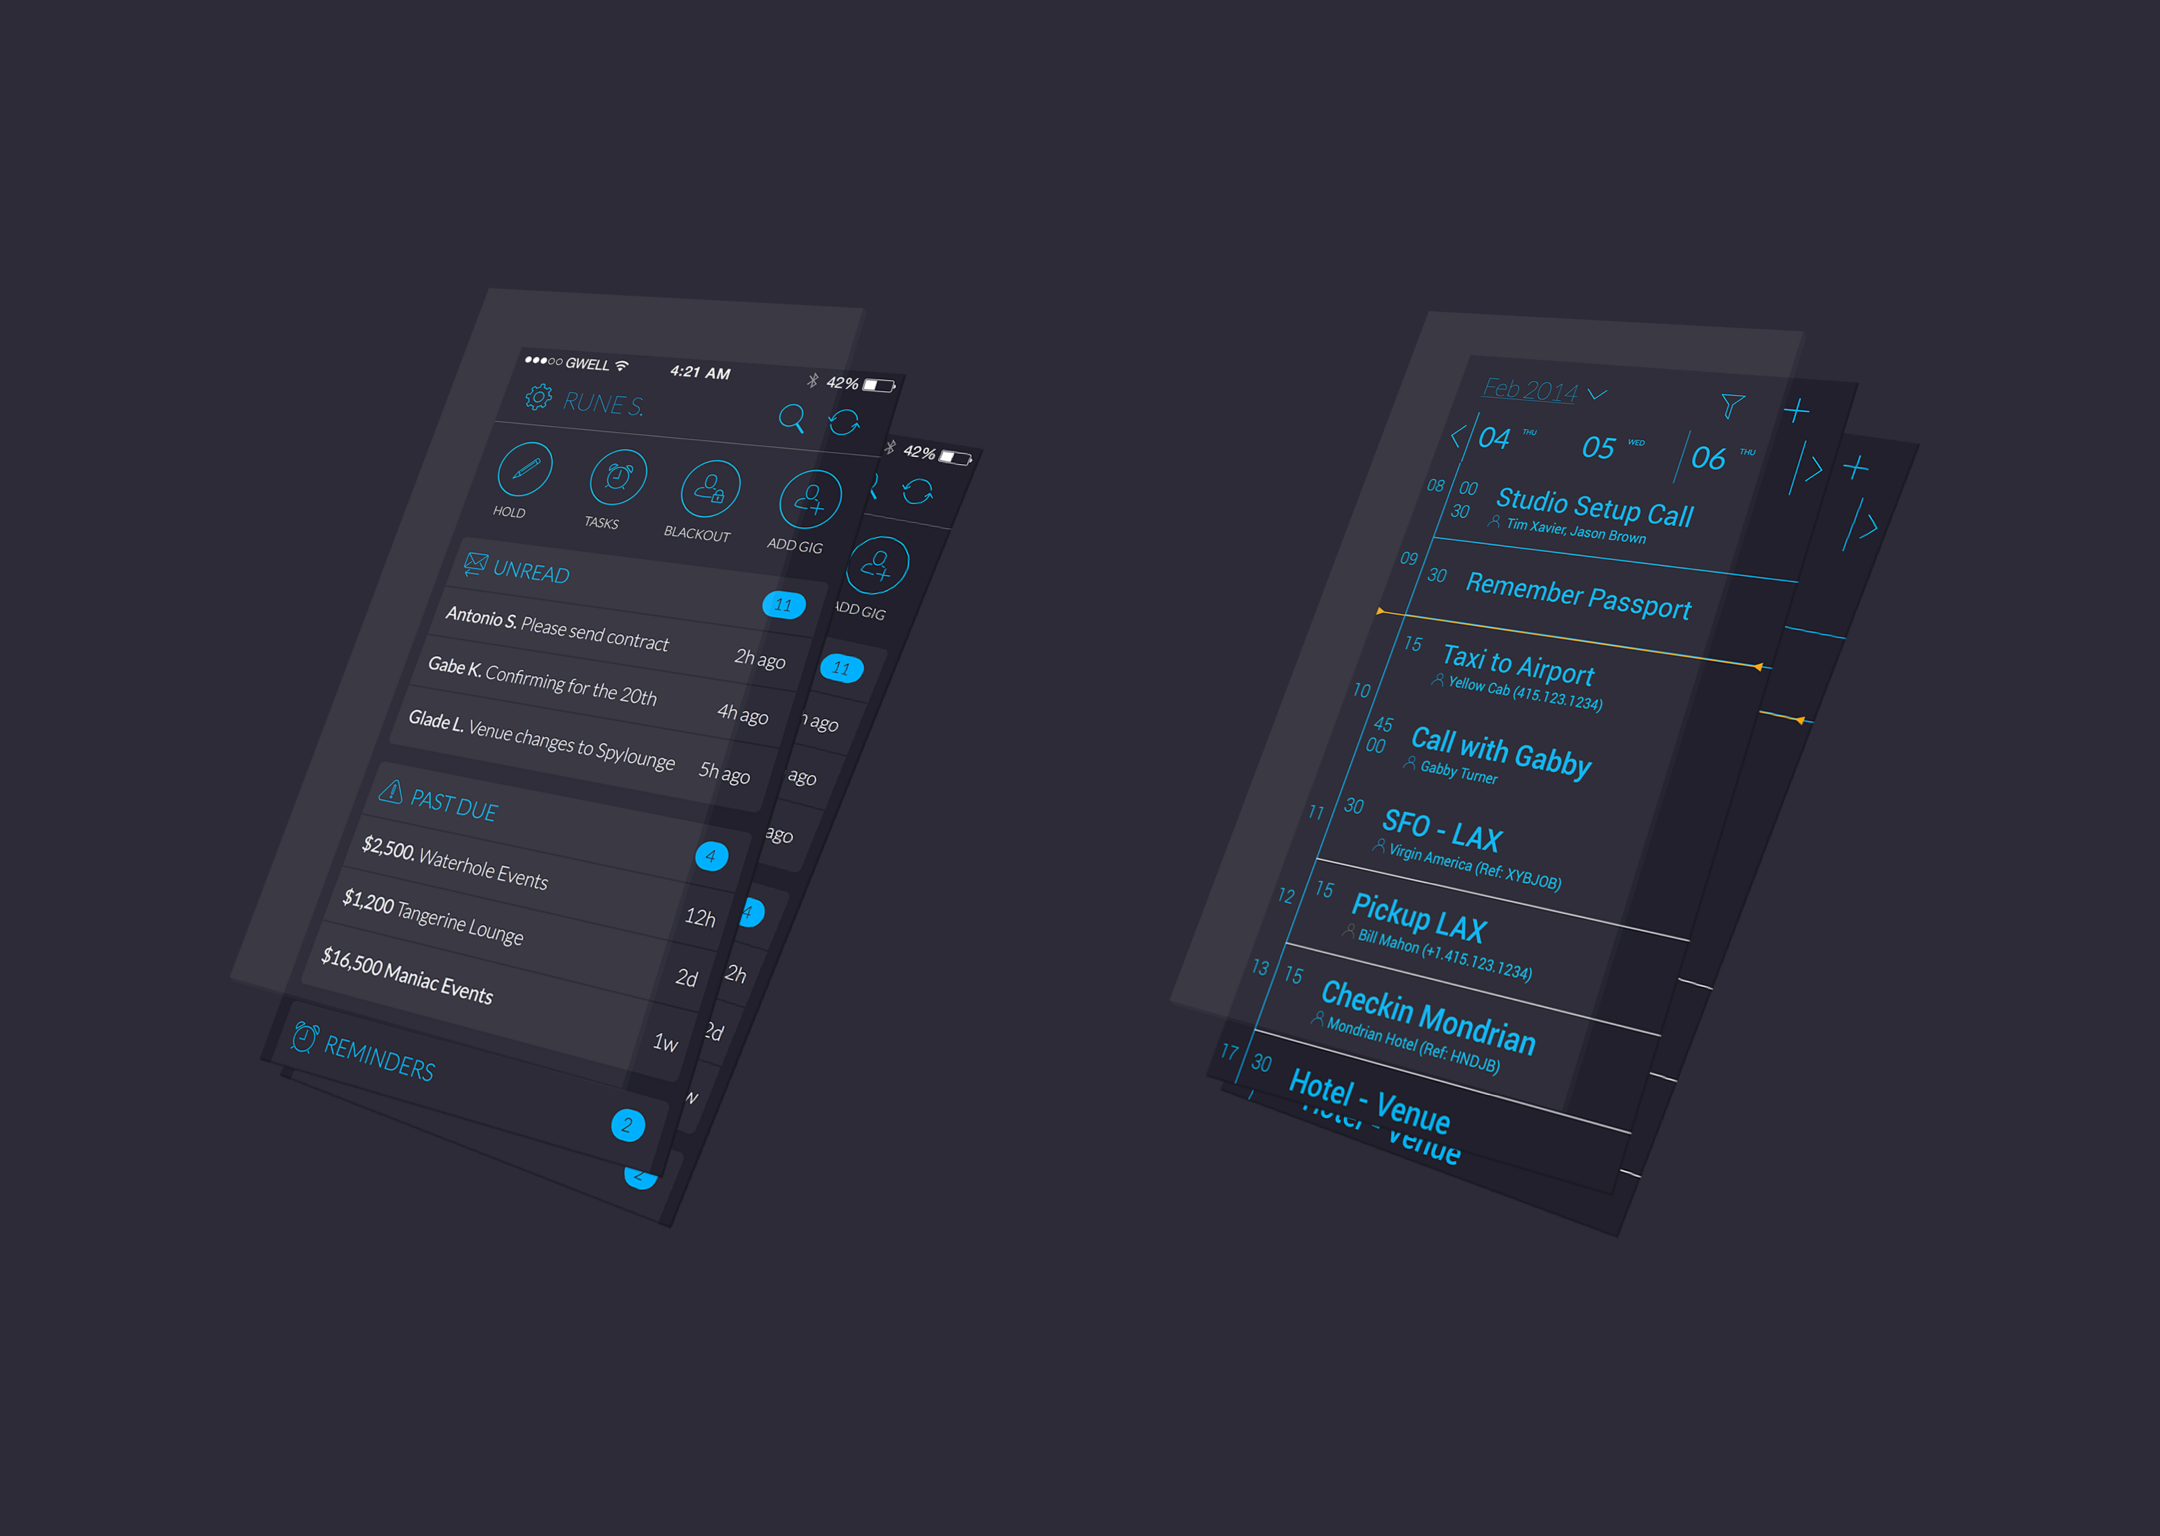 GWELL 4:21 AM 42%
RUNE S.
HOLD TASKS BLACKOUT ADD GIG
UNREAD 11
Antonio S. Please send contract 2h ago
Gabe K. Confirming for the 20th 4h ago
Glade L. Venue changes to Spylounge 5h ago
PAST DUE 4
$2,500. Waterhole Events 12h
$1,200 Tangerine Lounge 2d
$16,500 Maniac Events 1w
REMINDERS 2
42%
ADD GIG
11
ago
ago
ago
4
2h
2d
w
2
Feb 2014
04 THU 05 WED 06 THU
08 00 Studio Setup Call
30 Tim Xavier, Jason Brown
09 30 Remember Passport
15 Taxi to Airport
Yellow Cab (415.123.1234)
10
45 Call with Gabby
00 Gabby Turner
11 30 SFO - LAX
Virgin America (Ref: XYBJOB)
12 15 Pickup LAX
Bill Mahon (+1.415.123.1234)
13 15 Checkin Mondrian
Mondrian Hotel (Ref: HNDJB)
17 30 Hotel - Venue
Hotel - Venue